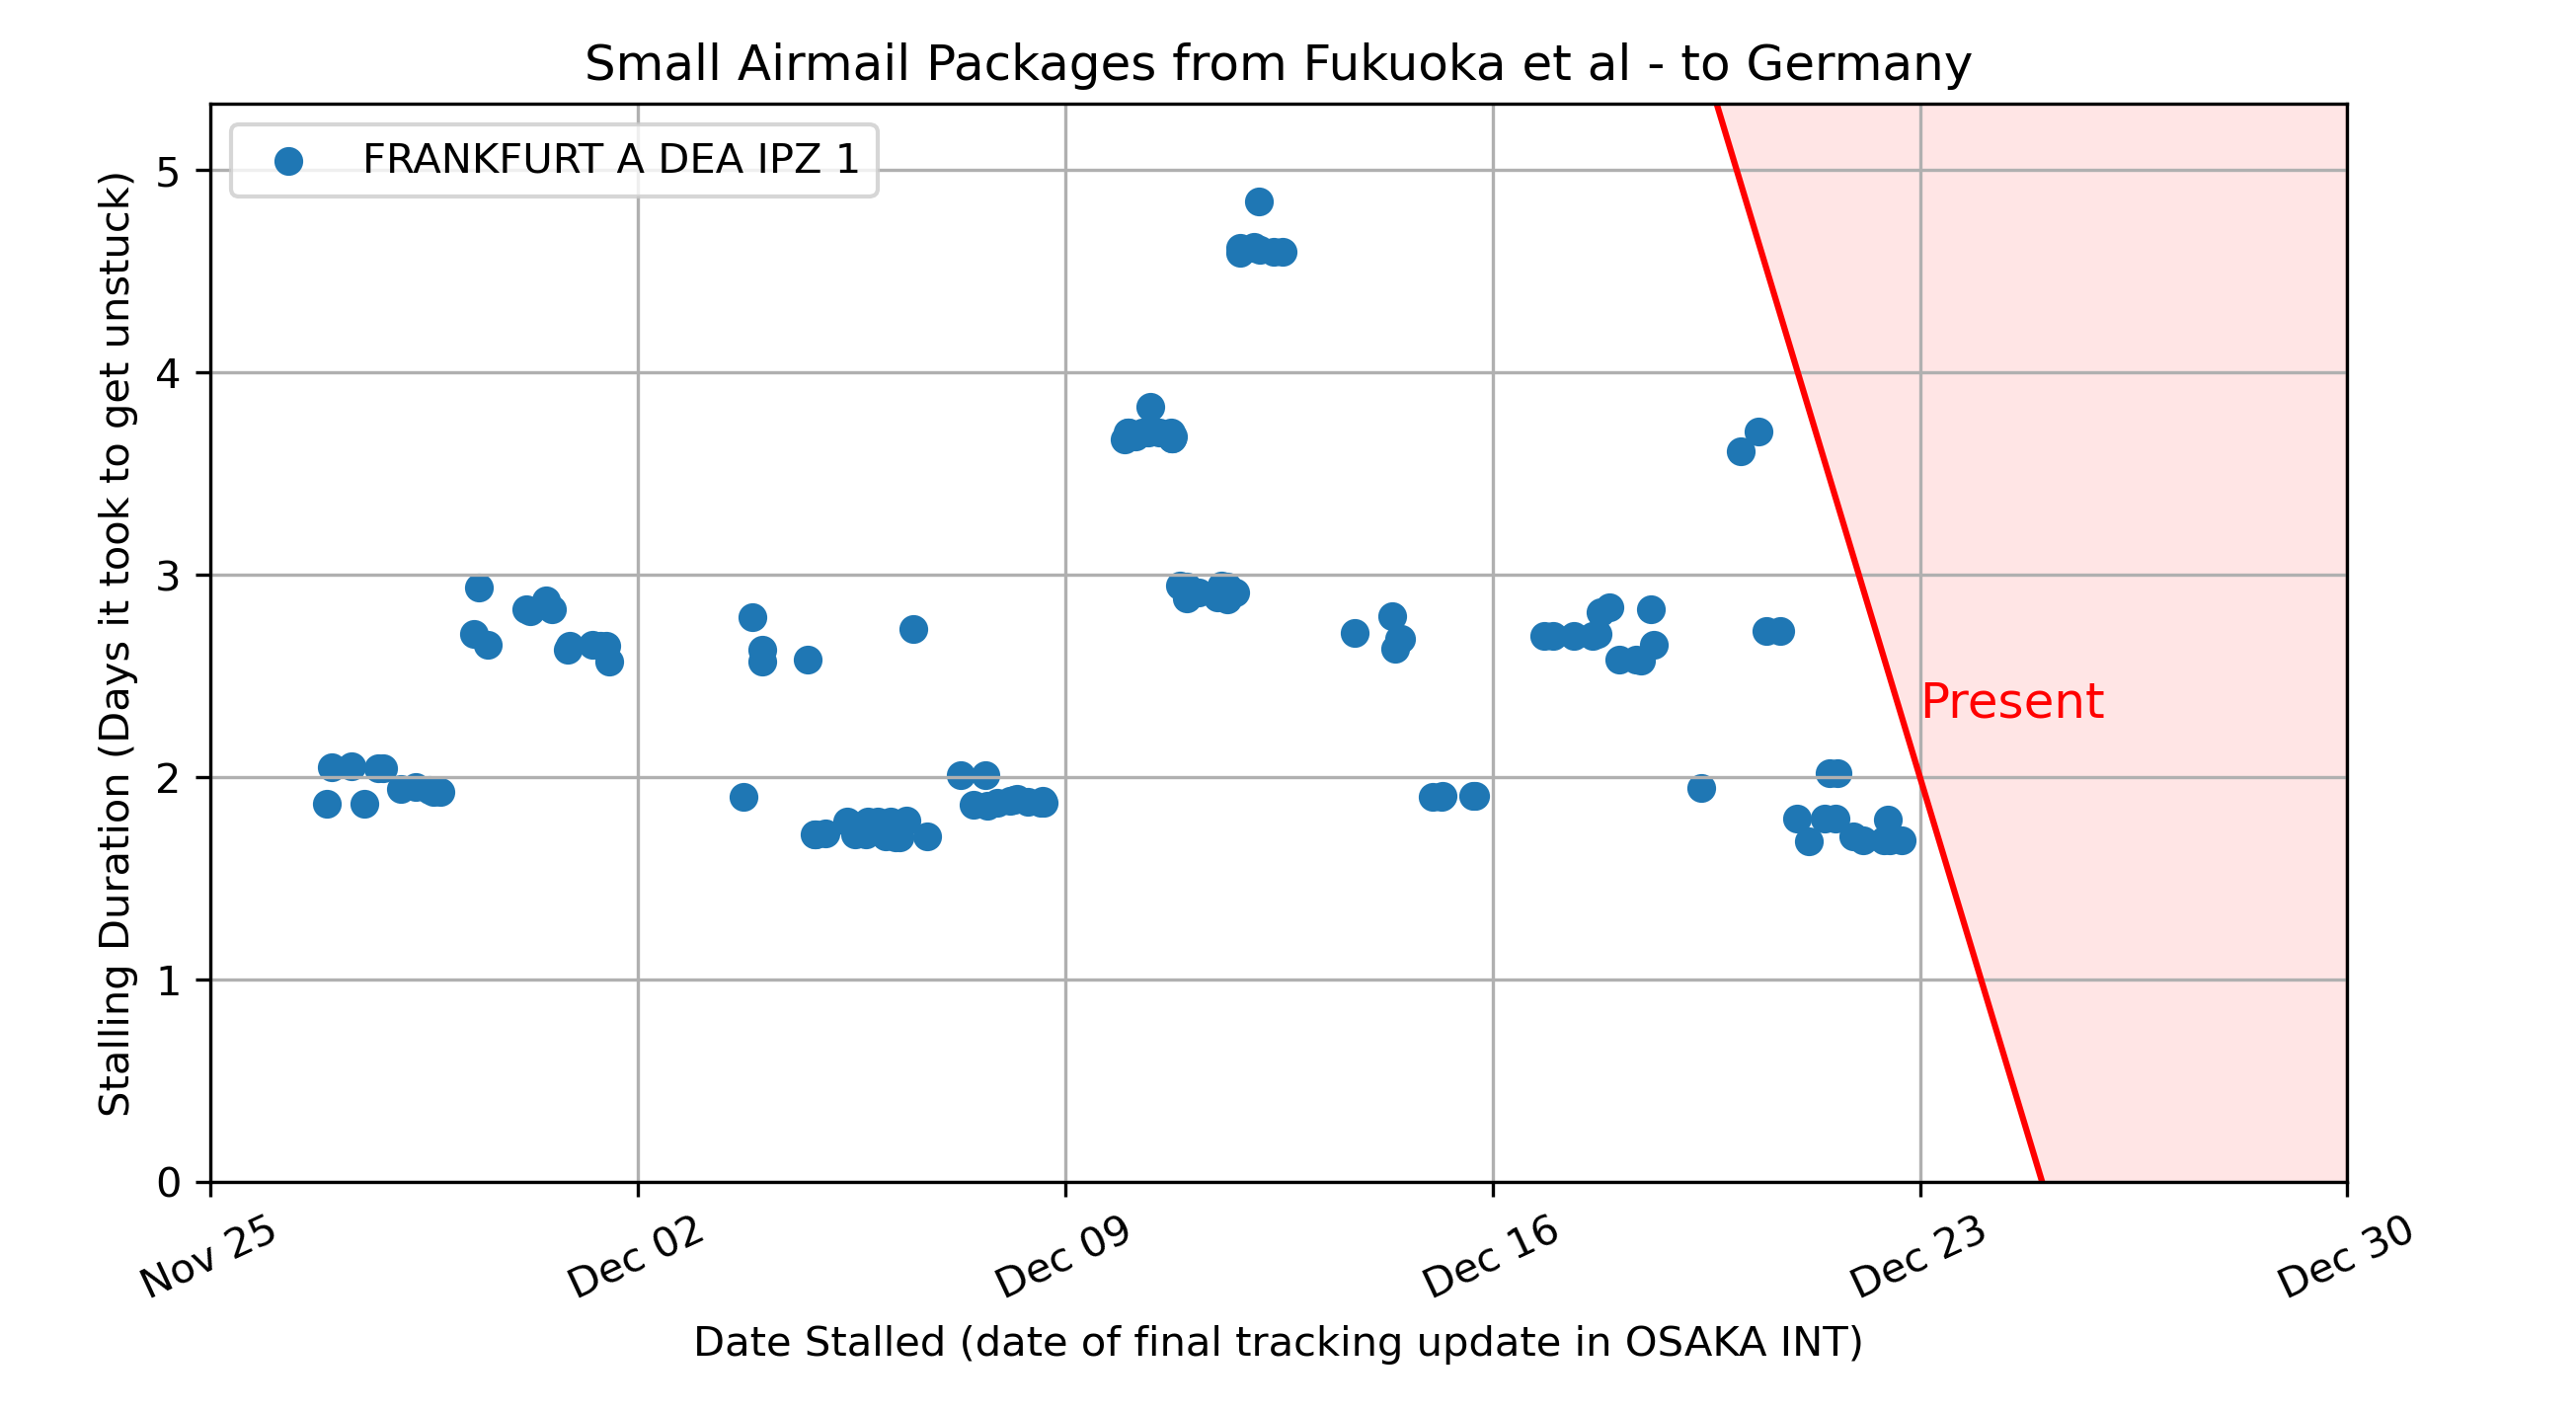 Small Airmail Packages from Fukuoka et al - to Germany
FRANKFURT A DEA IPZ 1
Stalling Duration (Days it took to get unstuck)
5
4
3
2
1
0
Present
Nov 25
Dec 02
Dec 09
Dec 16
Dec 23
Dec 30
Date Stalled (date of final tracking update in OSAKA INT)